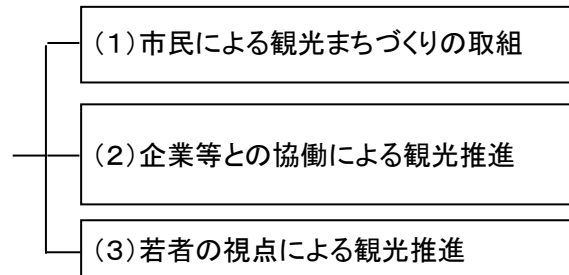 （１）市民による観光まちづくりの取組
（２）企業等との協働による観光推進
（３）若者の視点による観光推進